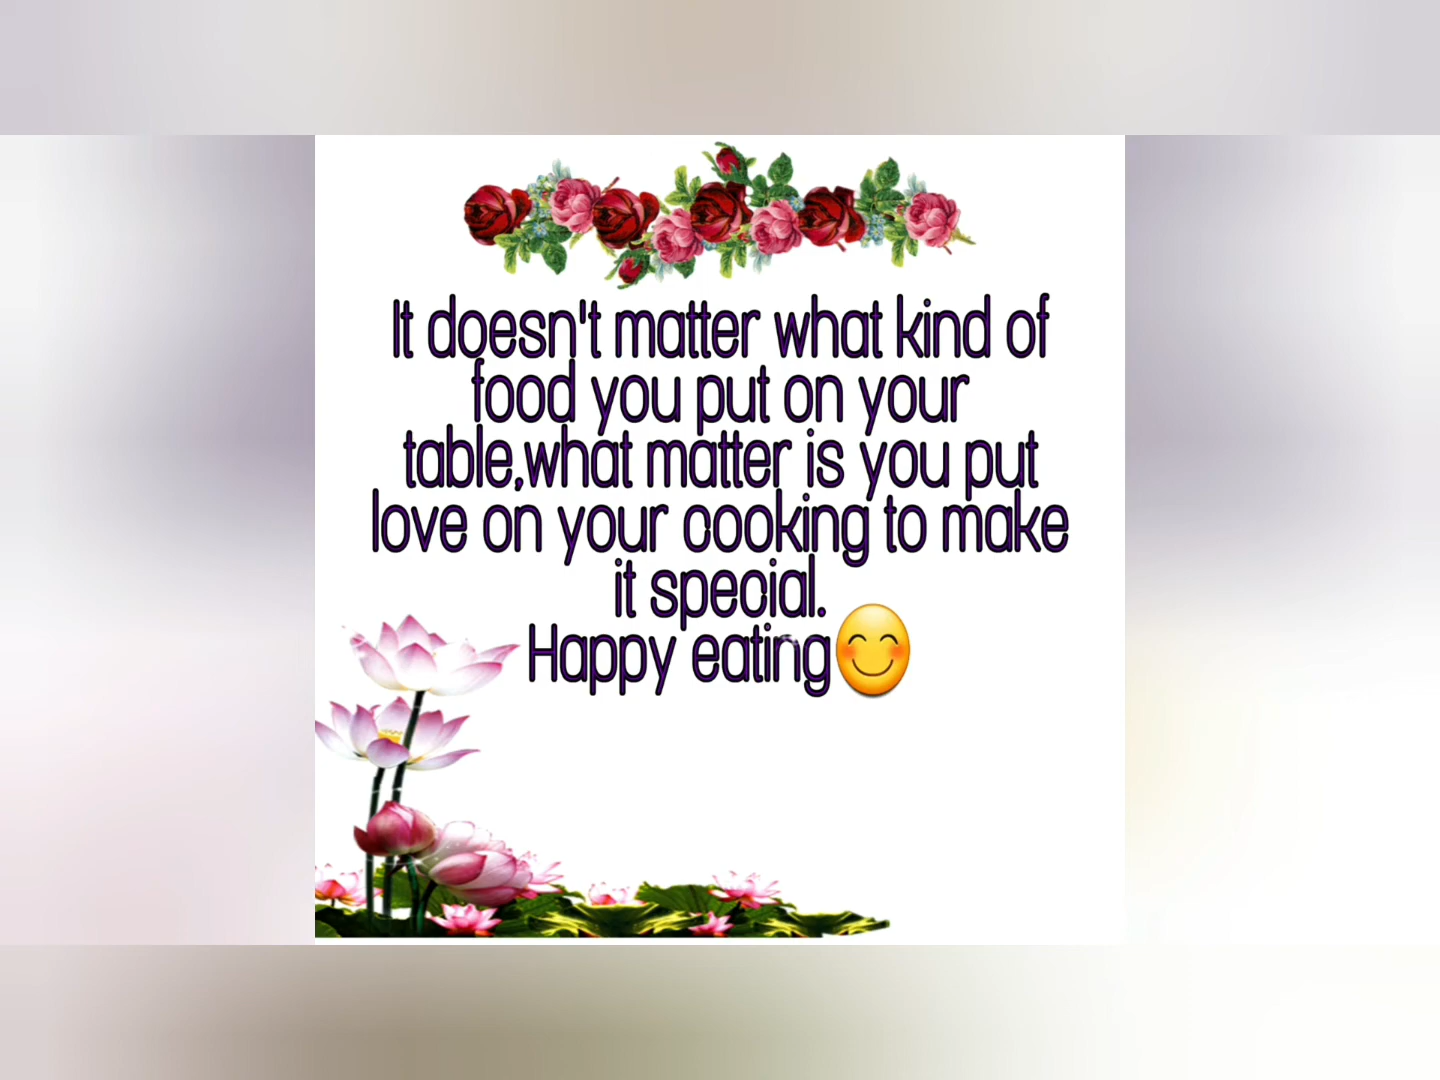 It doesn't matter what kind of
food you put on your
table,what matter is you put
love on your cooking to make
it special.
Happy eating😊